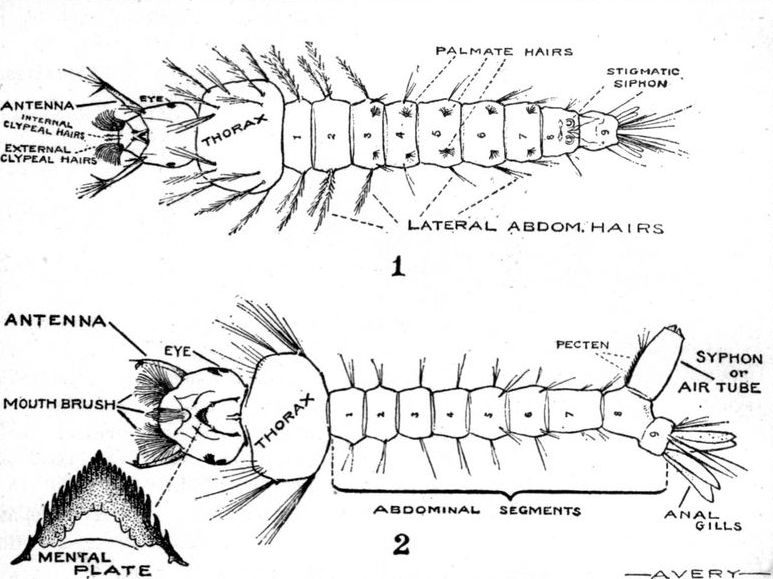 PALMATE HAIRS
STIGMATIC
SIPHON
ANTENNA
EYE
INTERNAL
CLYPEAL HAIRS
EXTERNAL
CLYPEAL HAIRS
THORAX
1 2 3 4 5 6 7 8 9
LATERAL ABDOM. HAIRS
1
ANTENNA
EYE
MOUTH BRUSH
THORAX
1 2 3 4 5 6 7 8 9
PECTEN
SYPHON
or
AIR TUBE
ABDOMINAL SEGMENTS
ANAL
GILLS
MENTAL
PLATE
2
—AVERY—